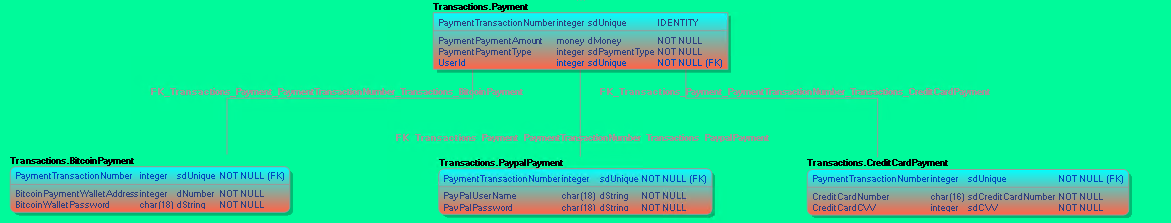 Transactions.Payment
PaymentTransactionNumber integer sdUnique IDENTITY
PaymentPaymentAmount money dMoney NOT NULL
PaymentPaymentType integer sdPaymentType NOT NULL
UserId integer sdUnique NOT NULL (FK)
FK_Transactions_Payment_PaymentTransactionNumber_Transactions_BitcoinPayment
FK_Transactions_Payment_PaymentTransactionNumber_Transactions_CreditCardPayment
FK_Transactions_Payment_PaymentTransactionNumber_Transactions_PaypalPayment
Transactions.BitcoinPayment
PaymentTransactionNumber integer sdUnique NOT NULL (FK)
BitcoinPaymentWalletAddress integer dNumber NOT NULL
BitcoinWalletPassword char(18) dString NOT NULL
Transactions.PaypalPayment
PaymentTransactionNumber integer sdUnique NOT NULL (FK)
PayPalUserName char(18) dString NOT NULL
PayPalPassword char(18) dString NOT NULL
Transactions.CreditCardPayment
PaymentTransactionNumber integer sdUnique NOT NULL (FK)
CreditCardNumber char(16) sdCreditCardNumber NOT NULL
CreditCardCVV integer sdCVV NOT NULL